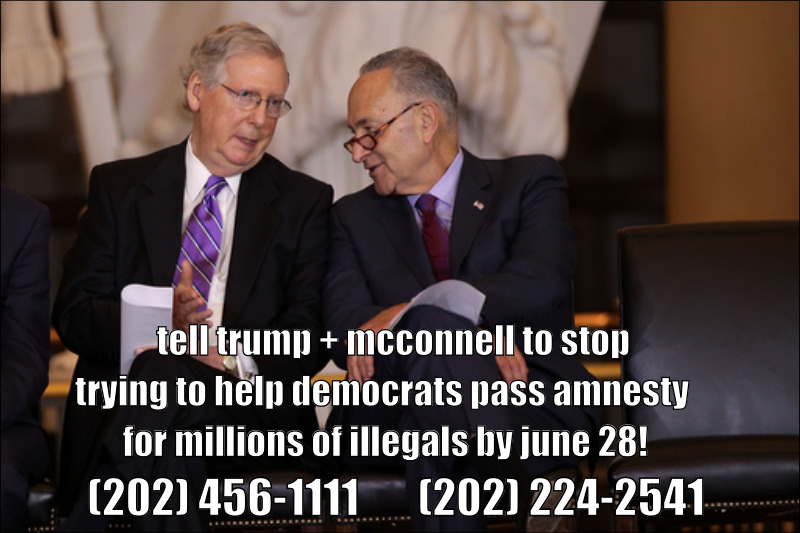 tell trump + mcconnell to stop
trying to help democrats pass amnesty
for millions of illegals by june 28!
(202) 456-1111 (202) 224-2541